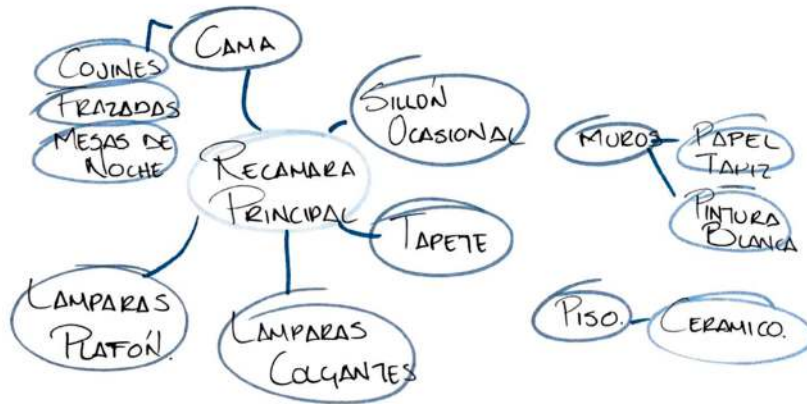 CAMA
COJINES
FRAZADAS
MESAS DE
NOCHE
SILLÓN
OCASIONAL
RECAMARA
PRINCIPAL
TAPETE
LAMPARAS
PLAFÓN.
LAMPARAS
COLGANTES
MUROS
PAPEL
TAPIZ
PINTURA
BLANCA
PISO.
CERAMICO.